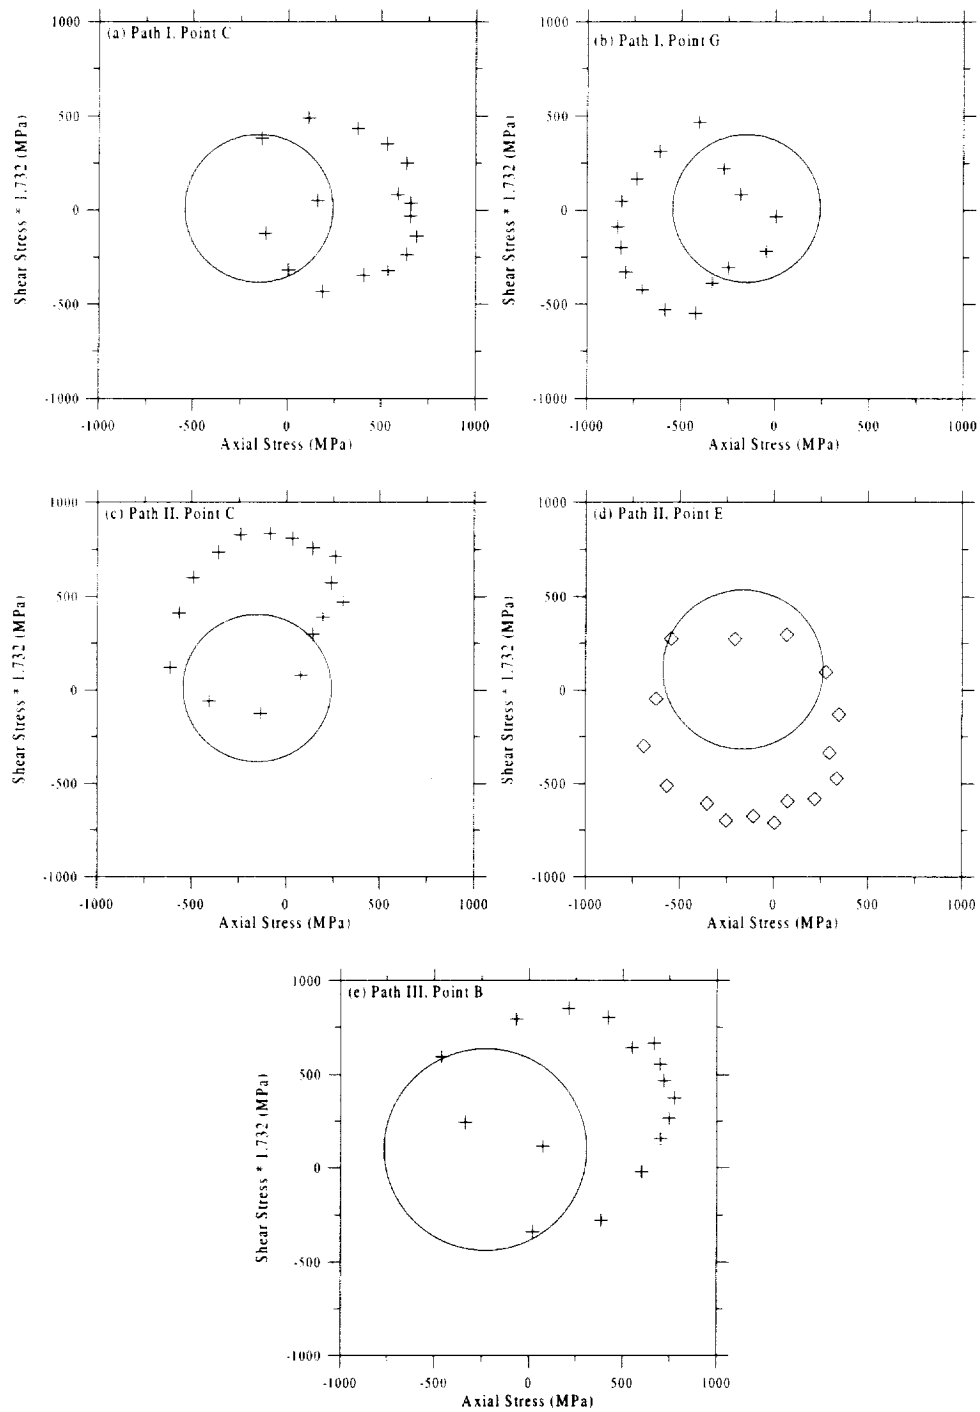 (a) Path I, Point C
1000
500
0
-500
-1000
Shear Stress * 1.732 (MPa)
-1000 -500 0 500 1000
Axial Stress (MPa)
(b) Path I, Point G
1000
500
0
-500
-1000
Shear Stress * 1.732 (MPa)
-1000 -500 0 500 1000
Axial Stress (MPa)
(c) Path II, Point C
1000
500
0
-500
-1000
Shear Stress * 1.732 (MPa)
-1000 -500 0 500 1000
Axial Stress (MPa)
(d) Path II, Point E
1000
500
0
-500
-1000
Shear Stress * 1.732 (MPa)
-1000 -500 0 500 1000
Axial Stress (MPa)
(e) Path III, Point B
1000
500
0
-500
-1000
Shear Stress * 1.732 (MPa)
-1000 -500 0 500 1000
Axial Stress (MPa)